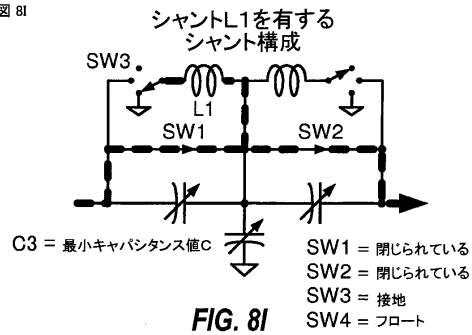 図 8I
シャントL1を有する
シャント構成
SW3
L1
SW1
SW2
C3 = 最小キャパシタンス値C
SW1 = 閉じられている
SW2 = 閉じられている
SW3 = 接地
SW4 = フロート
FIG. 8I